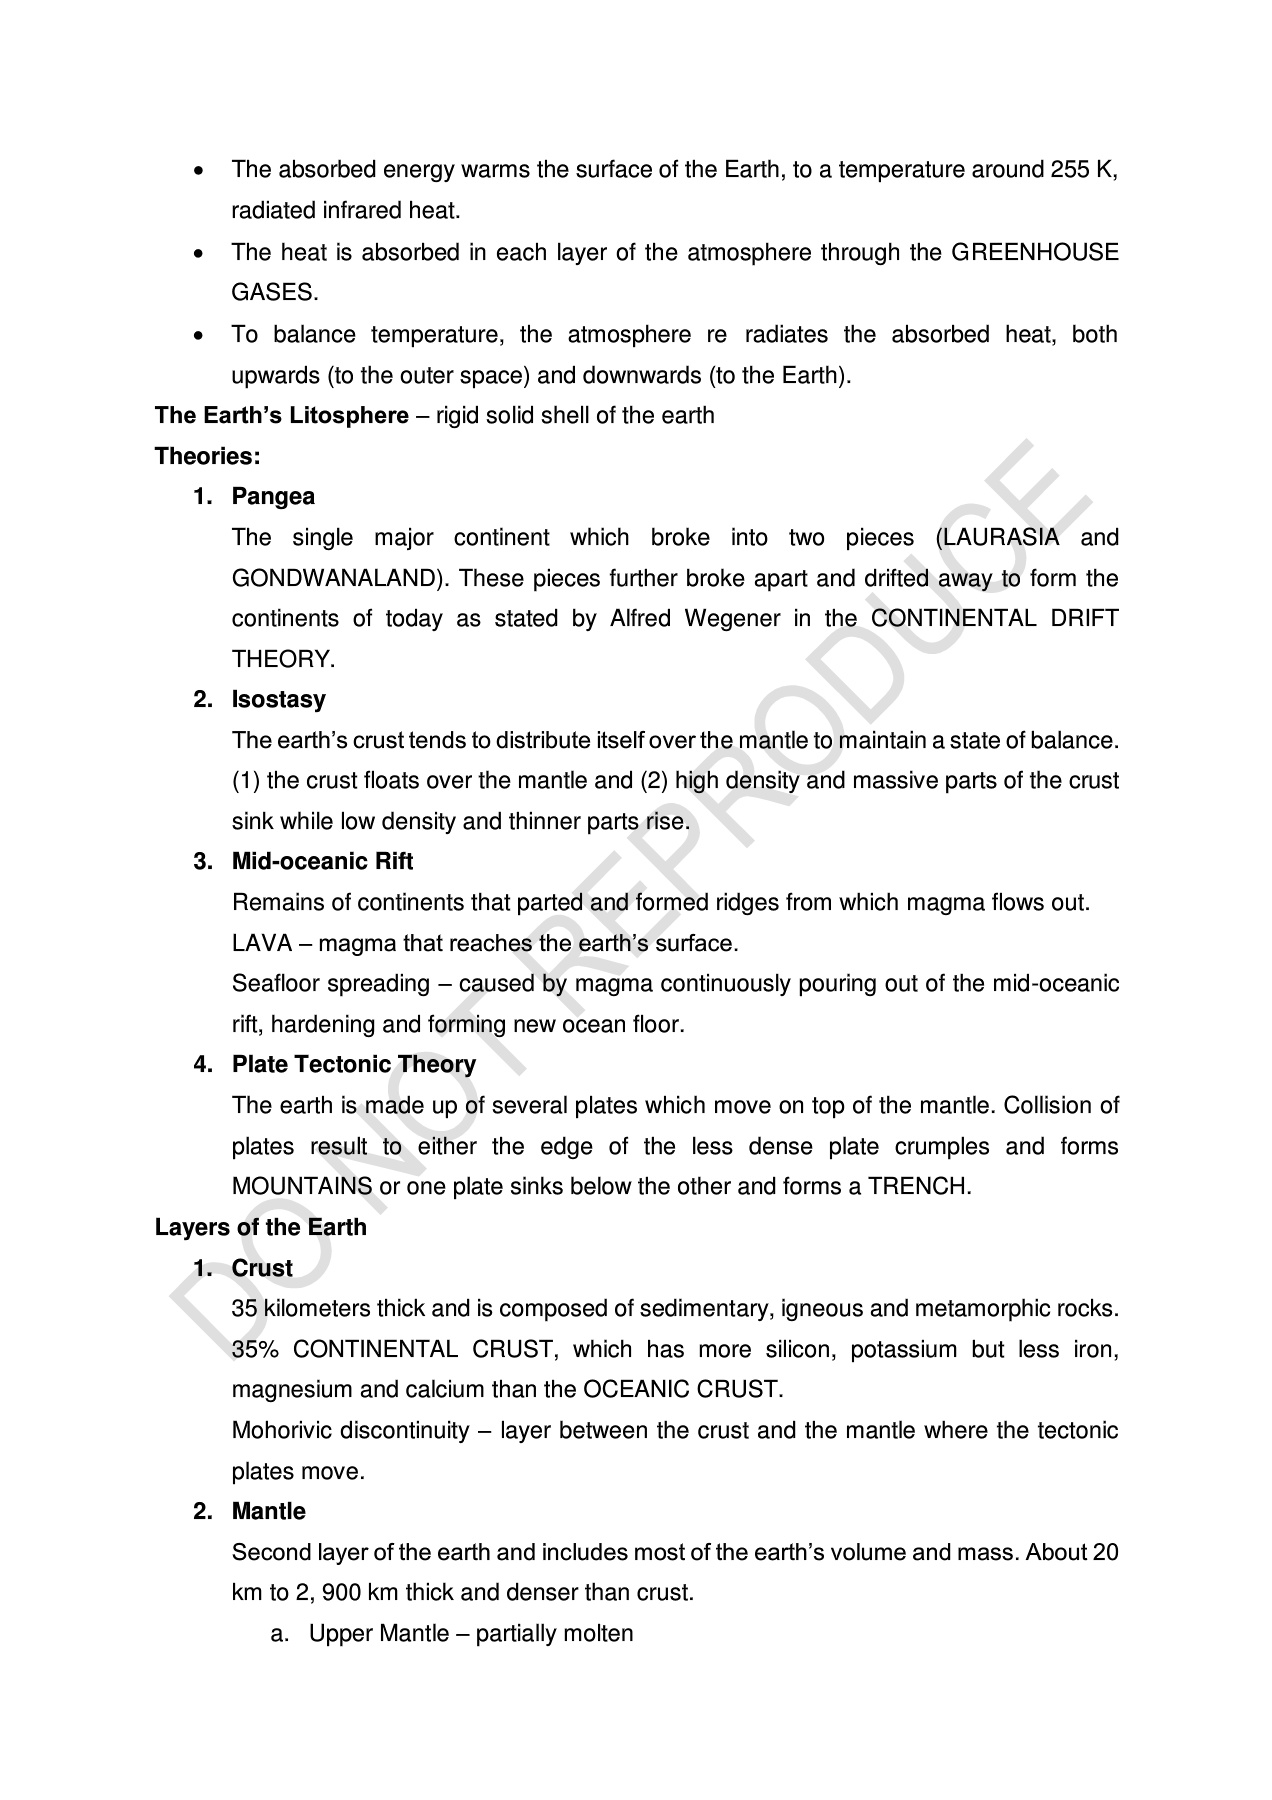 • The absorbed energy warms the surface of the Earth, to a temperature around 255 K,
radiated infrared heat.
• The heat is absorbed in each layer of the atmosphere through the GREENHOUSE
GASES.
• To balance temperature, the atmosphere re radiates the absorbed heat, both
upwards (to the outer space) and downwards (to the Earth).
The Earth’s Litosphere – rigid solid shell of the earth
Theories:
1. Pangea
The single major continent which broke into two pieces (LAURASIA and
GONDWANALAND). These pieces further broke apart and drifted away to form the
continents of today as stated by Alfred Wegener in the CONTINENTAL DRIFT
THEORY.
2. Isostasy
The earth’s crust tends to distribute itself over the mantle to maintain a state of balance.
(1) the crust floats over the mantle and (2) high density and massive parts of the crust
sink while low density and thinner parts rise.
3. Mid-oceanic Rift
Remains of continents that parted and formed ridges from which magma flows out.
LAVA – magma that reaches the earth’s surface.
Seafloor spreading – caused by magma continuously pouring out of the mid-oceanic
rift, hardening and forming new ocean floor.
4. Plate Tectonic Theory
The earth is made up of several plates which move on top of the mantle. Collision of
plates result to either the edge of the less dense plate crumples and forms
MOUNTAINS or one plate sinks below the other and forms a TRENCH.
Layers of the Earth
1. Crust
35 kilometers thick and is composed of sedimentary, igneous and metamorphic rocks.
35% CONTINENTAL CRUST, which has more silicon, potassium but less iron,
magnesium and calcium than the OCEANIC CRUST.
Mohorivic discontinuity – layer between the crust and the mantle where the tectonic
plates move.
2. Mantle
Second layer of the earth and includes most of the earth’s volume and mass. About 20
km to 2, 900 km thick and denser than crust.
a. Upper Mantle – partially molten
DO NOT REPRODUCE